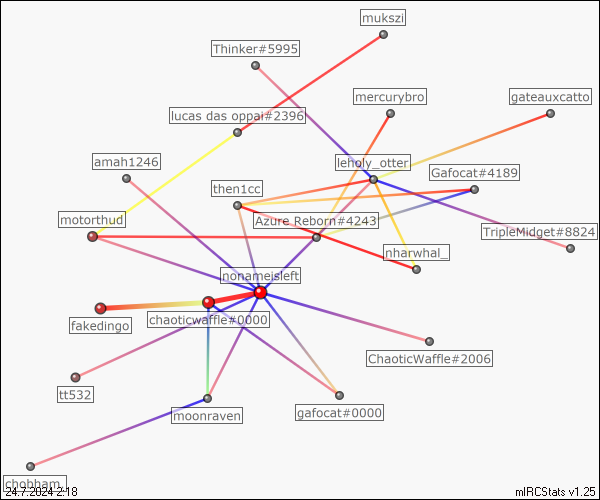 mukszi
Thinker#5995
mercurybro
gateauxcatto
lucas das oppai#2396
amah1246
leholy_otter
Gafocat#4189
then1cc
motorthud
Azure Reborn#4243
TripleMidget#8824
nharwhal_
nonameisleft
chaoticwaffle#0000
fakedingo
ChaoticWaffle#2006
tt532
moonraven
gafocat#0000
chobham_
24.7.2024 2:18
mIRCStats v1.25